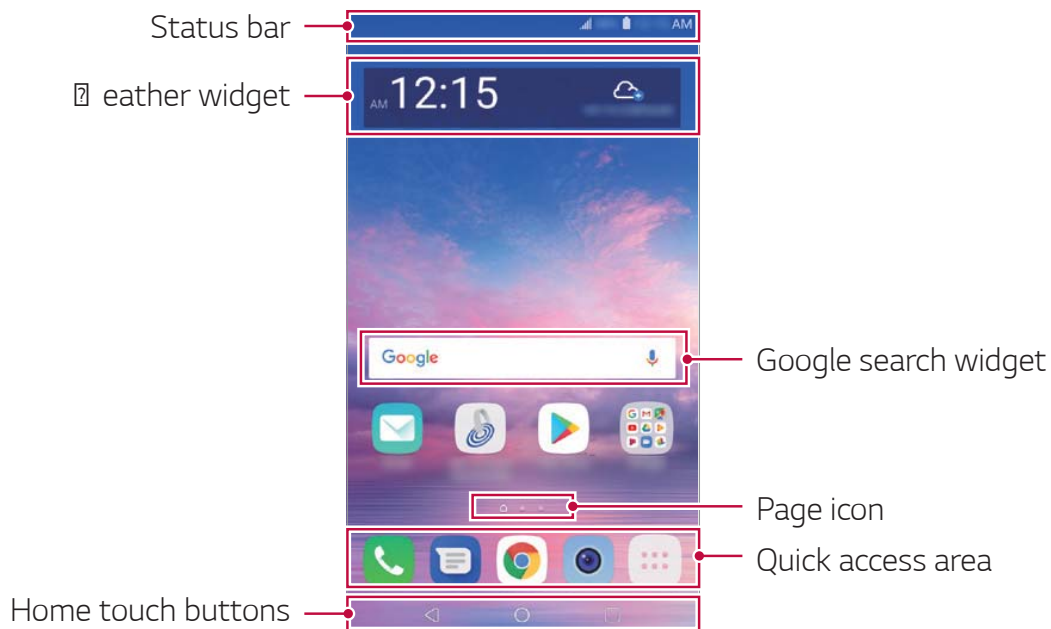 Status bar
AM
eather widget
AM 12:15
Google
Google search widget
Page icon
Quick access area
Home touch buttons